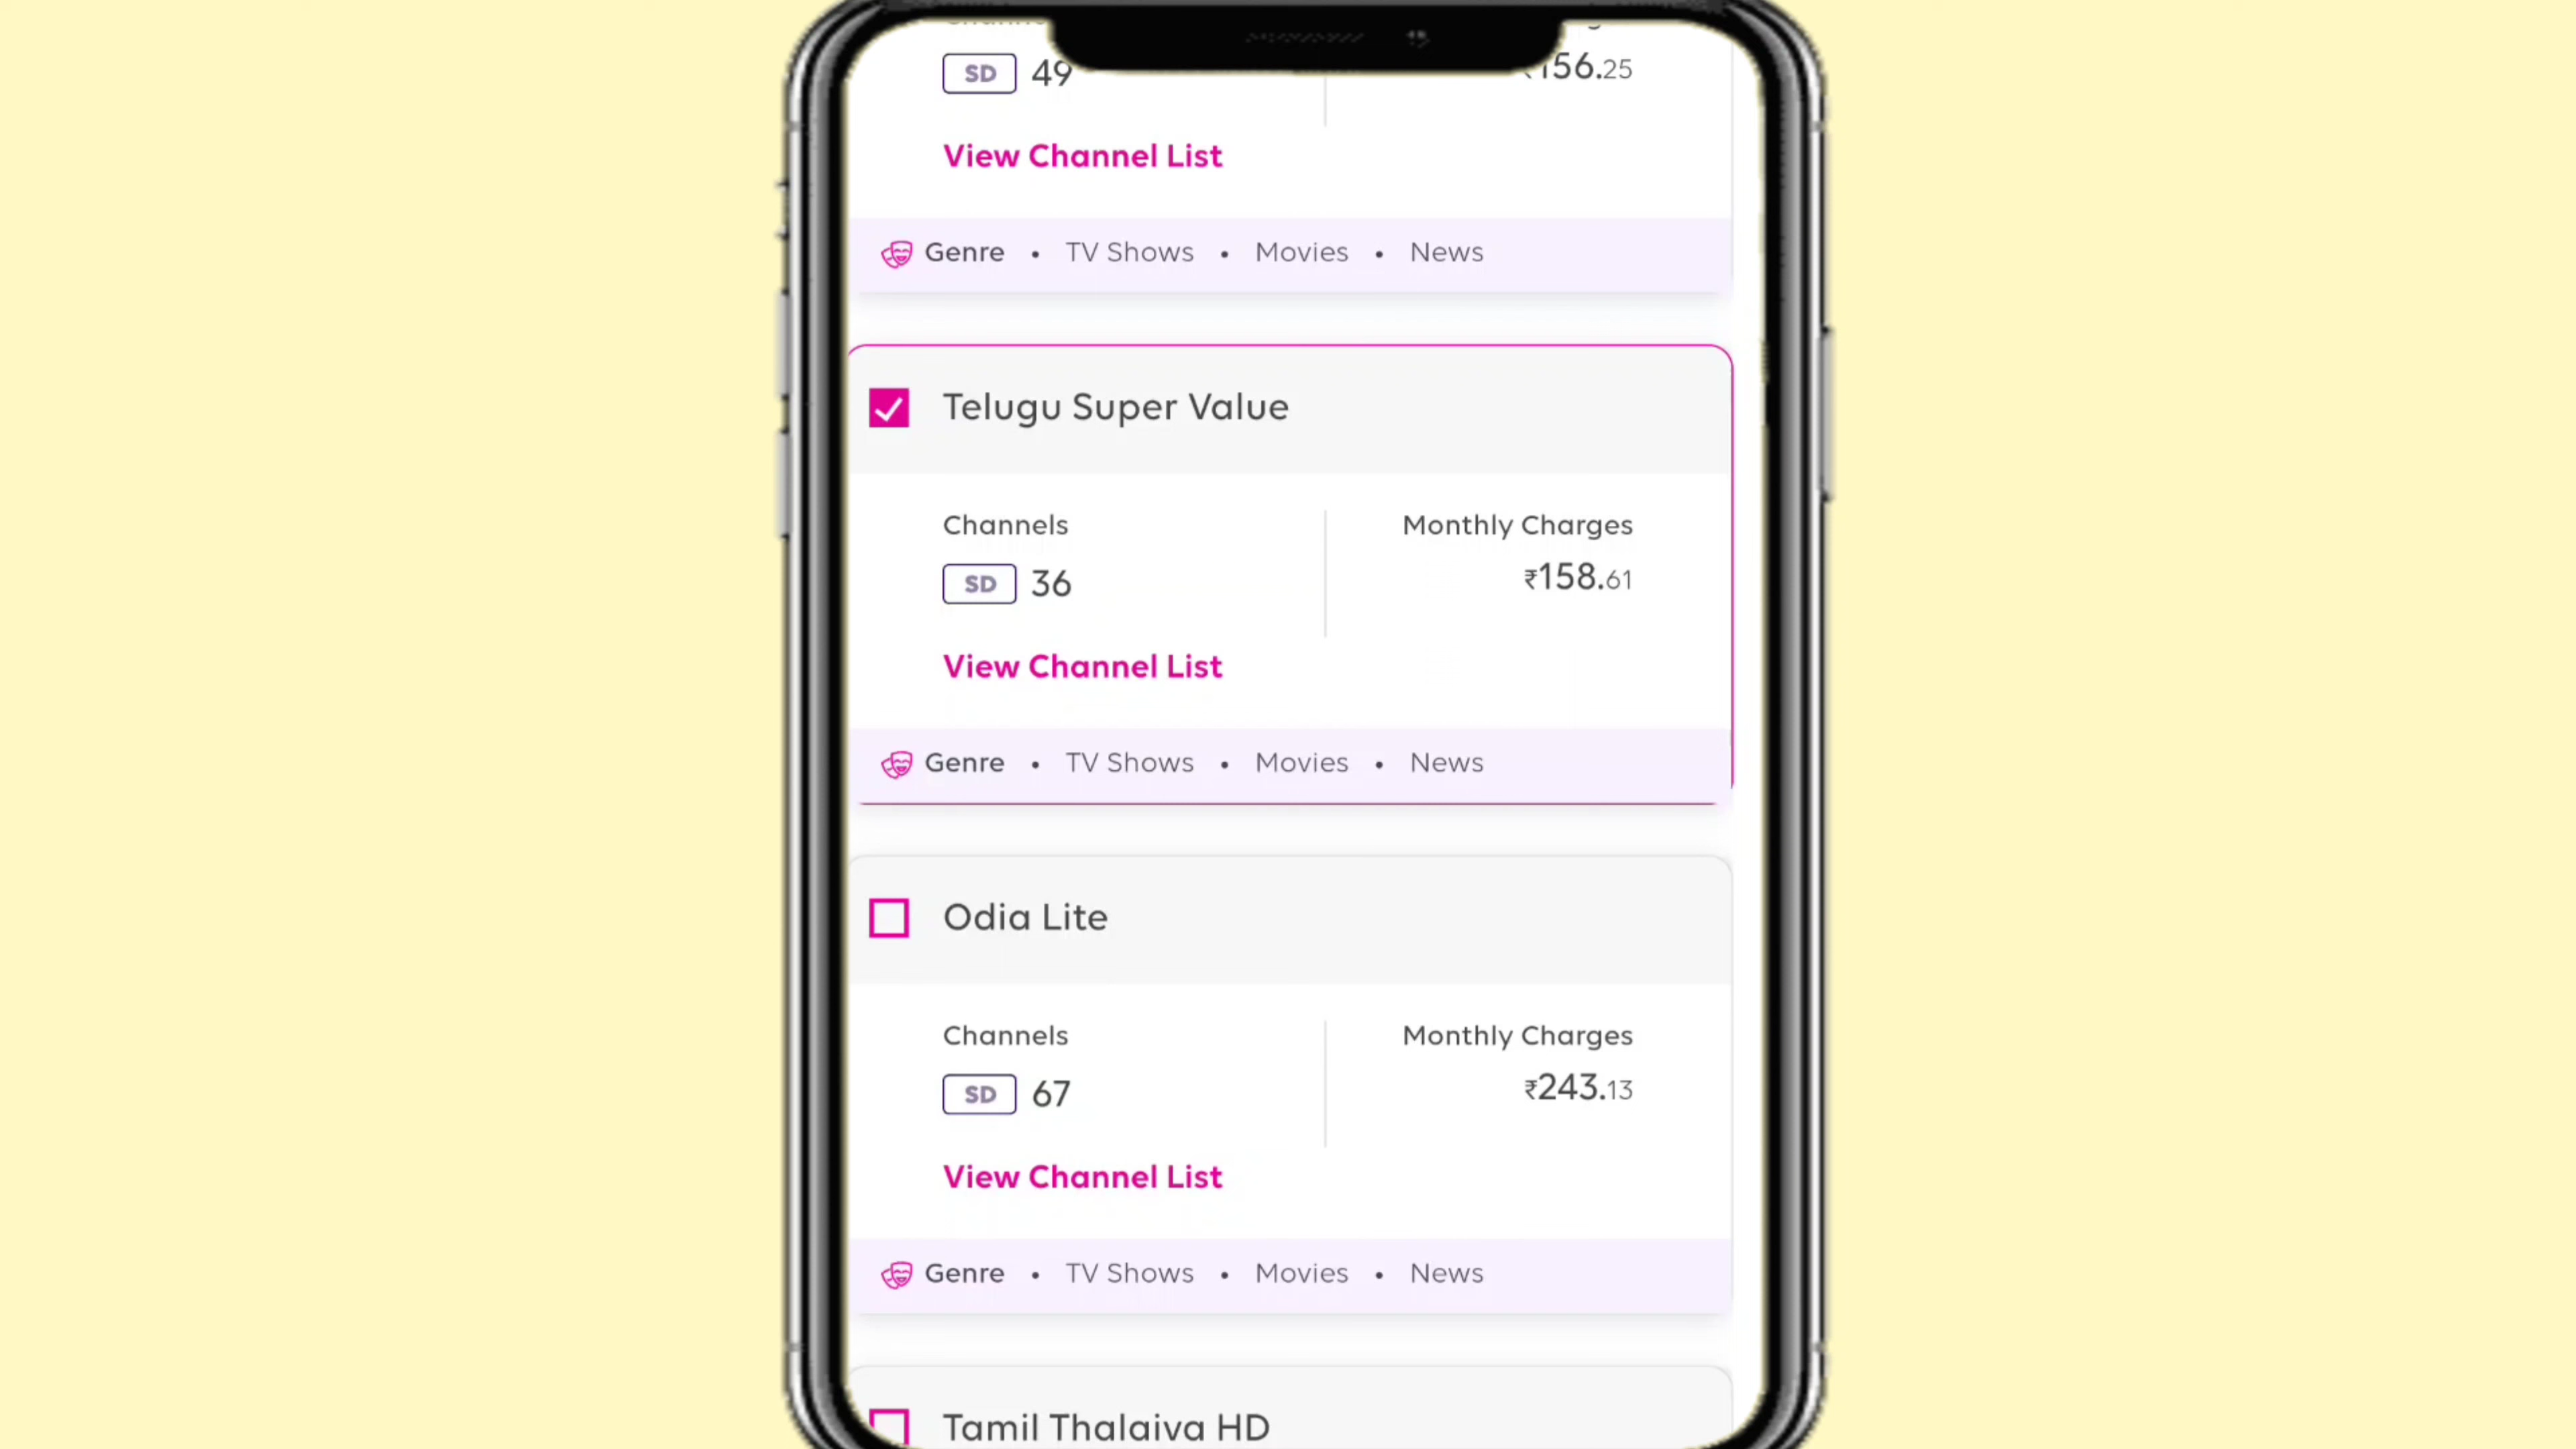 SD 49 ₹156.25
View Channel List
Genre • TV Shows • Movies • News
Telugu Super Value
Channels Monthly Charges
SD 36 ₹158.61
View Channel List
Genre • TV Shows • Movies • News
Odia Lite
Channels Monthly Charges
SD 67 ₹243.13
View Channel List
Genre • TV Shows • Movies • News
Tamil Thalaiva HD